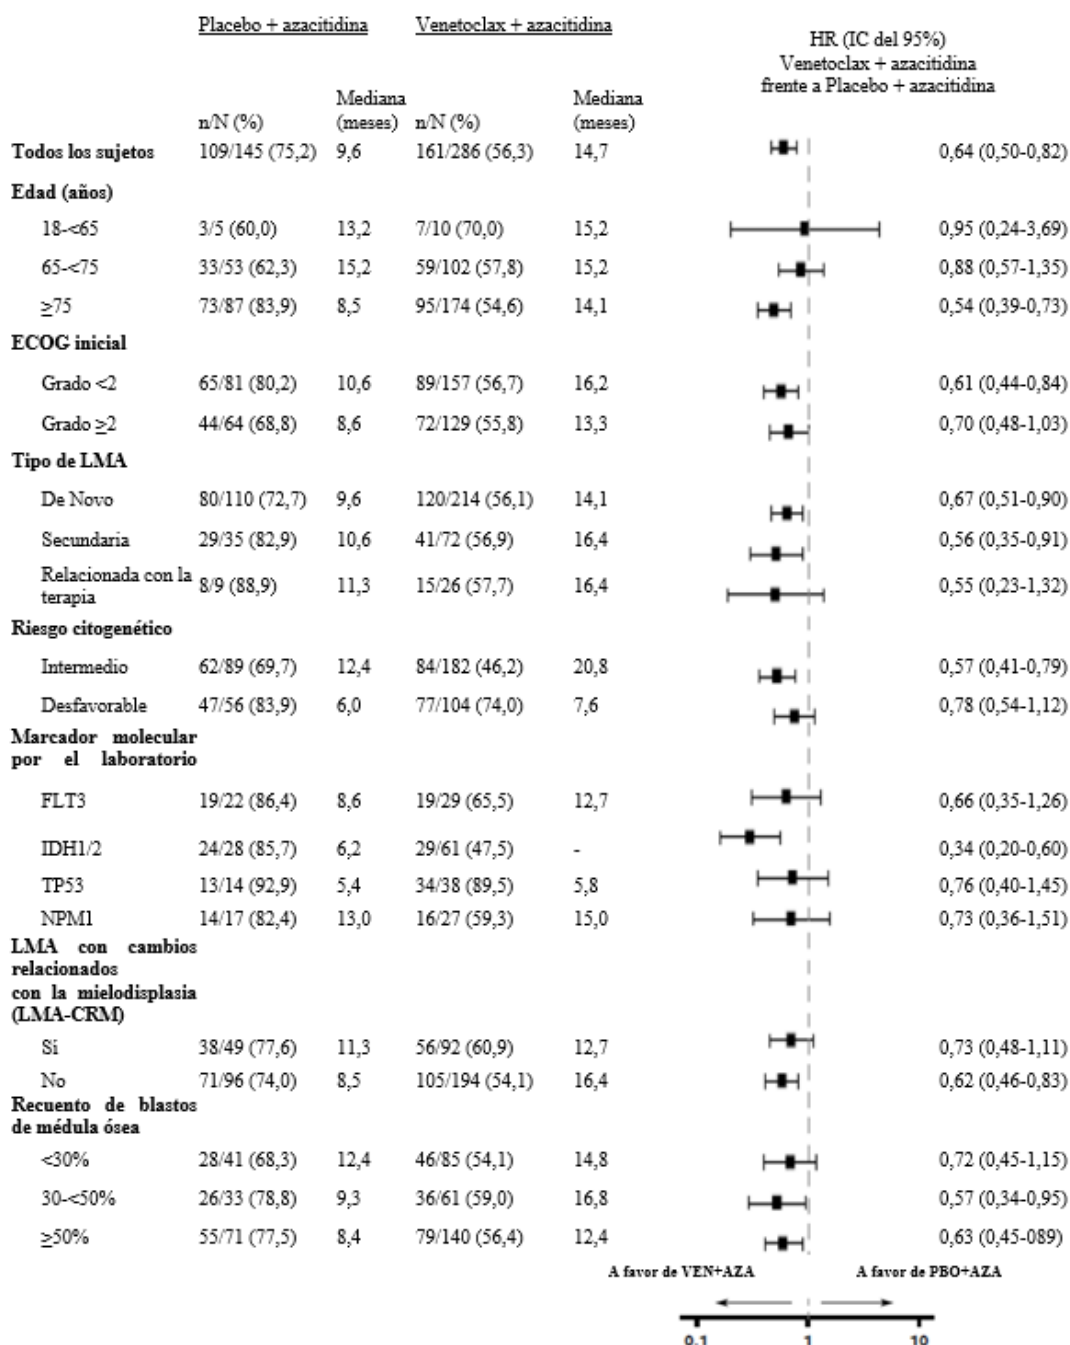 Placebo + azacitidina Venetoclax + azacitidina
HR (IC del 95%)
Venetoclax + azacitidina
frente a Placebo + azacitidina
n/N (%) Mediana (meses) n/N (%) Mediana (meses)
Todos los sujetos 109/145 (75,2) 9,6 161/286 (56,3) 14,7 0,64 (0,50-0,82)
Edad (años)
18-<65 3/5 (60,0) 13,2 7/10 (70,0) 15,2 0,95 (0,24-3,69)
65-<75 33/53 (62,3) 15,2 59/102 (57,8) 15,2 0,88 (0,57-1,35)
≥75 73/87 (83,9) 8,5 95/174 (54,6) 14,1 0,54 (0,39-0,73)
ECOG inicial
Grado <2 65/81 (80,2) 10,6 89/157 (56,7) 16,2 0,61 (0,44-0,84)
Grado ≥2 44/64 (68,8) 8,6 72/129 (55,8) 13,3 0,70 (0,48-1,03)
Tipo de LMA
De Novo 80/110 (72,7) 9,6 120/214 (56,1) 14,1 0,67 (0,51-0,90)
Secundaria 29/35 (82,9) 10,6 41/72 (56,9) 16,4 0,56 (0,35-0,91)
Relacionada con la
terapia 8/9 (88,9) 11,3 15/26 (57,7) 16,4 0,55 (0,23-1,32)
Riesgo citogenético
Intermedio 62/89 (69,7) 12,4 84/182 (46,2) 20,8 0,57 (0,41-0,79)
Desfavorable 47/56 (83,9) 6,0 77/104 (74,0) 7,6 0,78 (0,54-1,12)
Marcador molecular
por el laboratorio
FLT3 19/22 (86,4) 8,6 19/29 (65,5) 12,7 0,66 (0,35-1,26)
IDH1/2 24/28 (85,7) 6,2 29/61 (47,5) - 0,34 (0,20-0,60)
TP53 13/14 (92,9) 5,4 34/38 (89,5) 5,8 0,76 (0,40-1,45)
NPM1 14/17 (82,4) 13,0 16/27 (59,3) 15,0 0,73 (0,36-1,51)
LMA con cambios
relacionados
con la mielodisplasia
(LMA-CRM)
Si 38/49 (77,6) 11,3 56/92 (60,9) 12,7 0,73 (0,48-1,11)
No 71/96 (74,0) 8,5 105/194 (54,1) 16,4 0,62 (0,46-0,83)
Recuento de blastos
de médula ósea
<30% 28/41 (68,3) 12,4 46/85 (54,1) 14,8 0,72 (0,45-1,15)
30-<50% 26/33 (78,8) 9,3 36/61 (59,0) 16,8 0,57 (0,34-0,95)
≥50% 55/71 (77,5) 8,4 79/140 (56,4) 12,4 0,63 (0,45-089)
A favor de VEN+AZA A favor de PBO+AZA
0,1 1 10